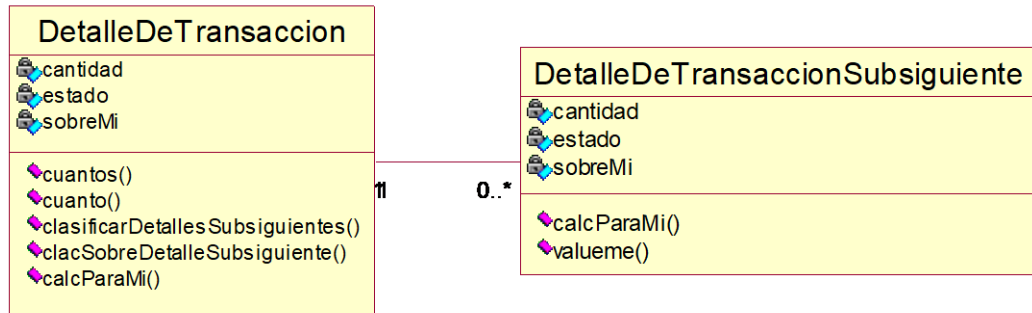 DetalleDeTransaccion
cantidad
estado
sobreMi
cuantos()
cuanto()
clasificarDetallesSubsiguientes()
clacSobreDetalleSubsiguiente()
calcParaMi()
1
0..*
DetalleDeTransaccionSubsiguiente
cantidad
estado
sobreMi
calcParaMi()
valueme()